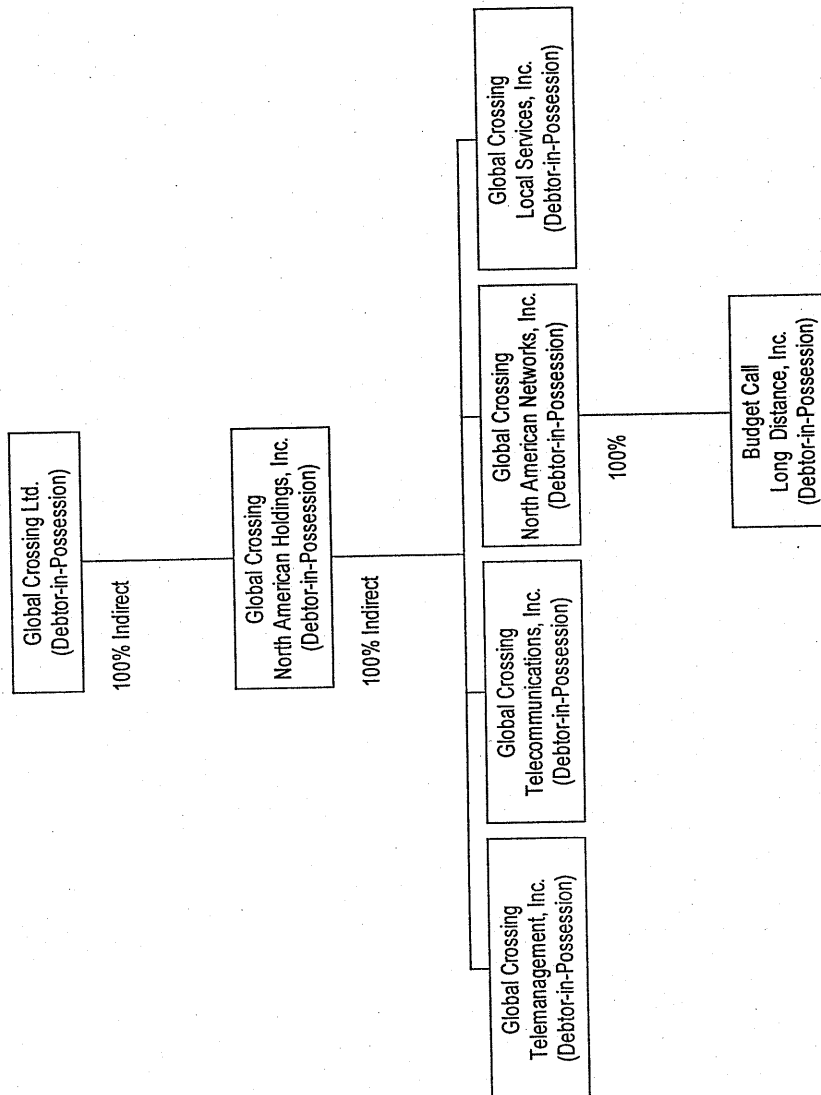 Global Crossing Ltd.
(Debtor-in-Possession)
100% Indirect
Global Crossing
North American Holdings, Inc.
(Debtor-in-Possession)
100% Indirect
Global Crossing
Telemanagement, Inc.
(Debtor-in-Possession)
Global Crossing
Telecommunications, Inc.
(Debtor-in-Possession)
Global Crossing
North American Networks, Inc.
(Debtor-in-Possession)
Global Crossing
Local Services, Inc.
(Debtor-in-Possession)
100%
Budget Call
Long Distance, Inc.
(Debtor-in-Possession)